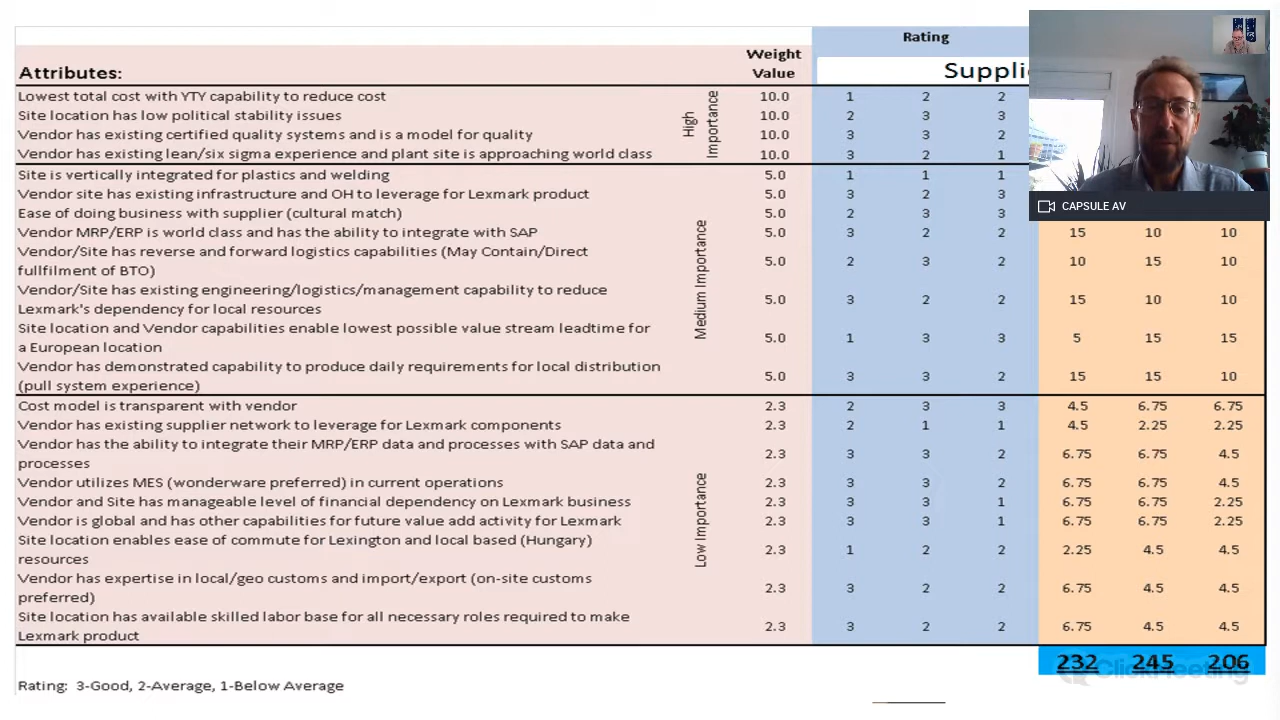 Rating
Weight
Attributes: Value Suppli
Lowest total cost with YTY capability to reduce cost 10.0 1 2 2
Site location has low political stability issues 10.0 2 3 3
Vendor has existing certified quality systems and is a model for quality 10.0 3 3 2
Vendor has existing lean/six sigma experience and plant site is approaching world class 10.0 3 2 1
High
Importance
Site is vertically integrated for plastics and welding 5.0 1 1 1
Vendor site has existing infrastructure and OH to leverage for Lexmark product 5.0 3 2 3
CAPSULE AV
Ease of doing business with supplier (cultural match) 5.0 2 3 3
Vendor MRP/ERP is world class and has the ability to integrate with SAP 5.0 3 2 2 15 10 10
Vendor/Site has reverse and forward logistics capabilities (May Contain/Direct
fullfilment of BTO) 5.0 2 3 2 10 15 10
Vendor/Site has existing engineering/logistics/management capability to reduce
Lexmark's dependency for local resources 5.0 3 2 2 15 10 10
Site location and Vendor capabilities enable lowest possible value stream leadtime for
a European location 5.0 1 3 3 5 15 15
Vendor has demonstrated capability to produce daily requirements for local distribution
(pull system experience) 5.0 3 3 2 15 15 10
Medium Importance
Cost model is transparent with vendor 2.3 2 3 3 4.5 6.75 6.75
Vendor has existing supplier network to leverage for Lexmark components 2.3 2 1 1 4.5 2.25 2.25
Vendor has the ability to integrate their MRP/ERP data and processes with SAP data and
processes 2.3 3 3 2 6.75 6.75 4.5
Vendor utilizes MES (wonderware preferred) in current operations 2.3 3 3 2 6.75 6.75 4.5
Vendor and Site has manageable level of financial dependency on Lexmark business 2.3 3 3 1 6.75 6.75 2.25
Vendor is global and has other capabilities for future value add activity for Lexmark 2.3 3 3 1 6.75 6.75 2.25
Site location enables ease of commute for Lexington and local based (Hungary)
resources 2.3 1 2 2 2.25 4.5 4.5
Vendor has expertise in local/geo customs and import/export (on-site customs
preferred) 2.3 3 2 2 6.75 4.5 4.5
Site location has available skilled labor base for all necessary roles required to make
Lexmark product 2.3 3 2 2 6.75 4.5 4.5
Low Importance
232 245 206
ClickMeeting
Rating: 3-Good, 2-Average, 1-Below Average